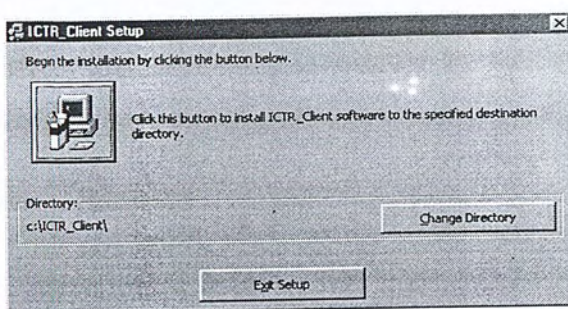 ICTR_Client Setup
Begin the installation by clicking the button below.
Click this button to install ICTR_Client software to the specified destination
directory.
Directory:
c:\ICTR_Client\
Change Directory
Exit Setup